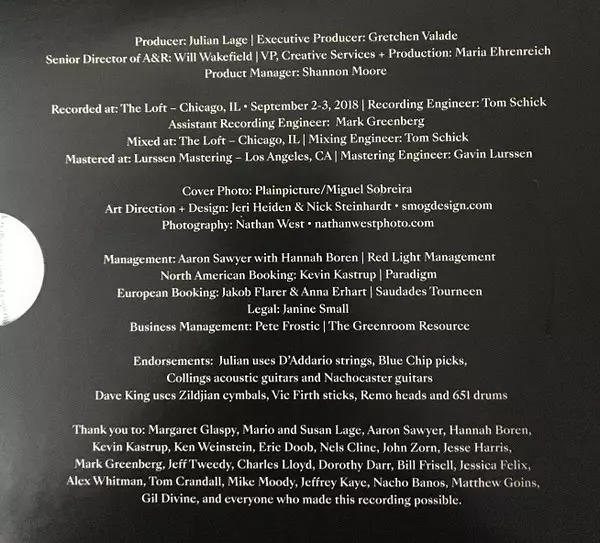 Producer: Julian Lage | Executive Producer: Gretchen Valade
Senior Director of A&R: Will Wakefield | VP, Creative Services + Production: Maria Ehrenreich
Product Manager: Shannon Moore
Recorded at: The Loft – Chicago, IL • September 2-3, 2018 | Recording Engineer: Tom Schick
Assistant Recording Engineer: Mark Greenberg
Mixed at: The Loft – Chicago, IL | Mixing Engineer: Tom Schick
Mastered at: Lurssen Mastering – Los Angeles, CA | Mastering Engineer: Gavin Lurssen
Cover Photo: Plainpicture/Miguel Sobreira
Art Direction + Design: Jeri Heiden & Nick Steinhardt • smogdesign.com
Photography: Nathan West • nathanwestphoto.com
Management: Aaron Sawyer with Hannah Boren | Red Light Management
North American Booking: Kevin Kastrup | Paradigm
European Booking: Jakob Flarer & Anna Erhart | Saudades Tourneen
Legal: Janine Small
Business Management: Pete Frostic | The Greenroom Resource
Endorsements: Julian uses D'Addario strings, Blue Chip picks,
Collings acoustic guitars and Nachocaster guitars
Dave King uses Zildjian cymbals, Vic Firth sticks, Remo heads and 651 drums
Thank you to: Margaret Glaspy, Mario and Susan Lage, Aaron Sawyer, Hannah Boren,
Kevin Kastrup, Ken Weinstein, Eric Doob, Nels Cline, John Zorn, Jesse Harris,
Mark Greenberg, Jeff Tweedy, Charles Lloyd, Dorothy Darr, Bill Frisell, Jessica Felix,
Alex Whitman, Tom Crandall, Mike Moody, Jeffrey Kaye, Nacho Banos, Matthew Goins,
Gil Divine, and everyone who made this recording possible.